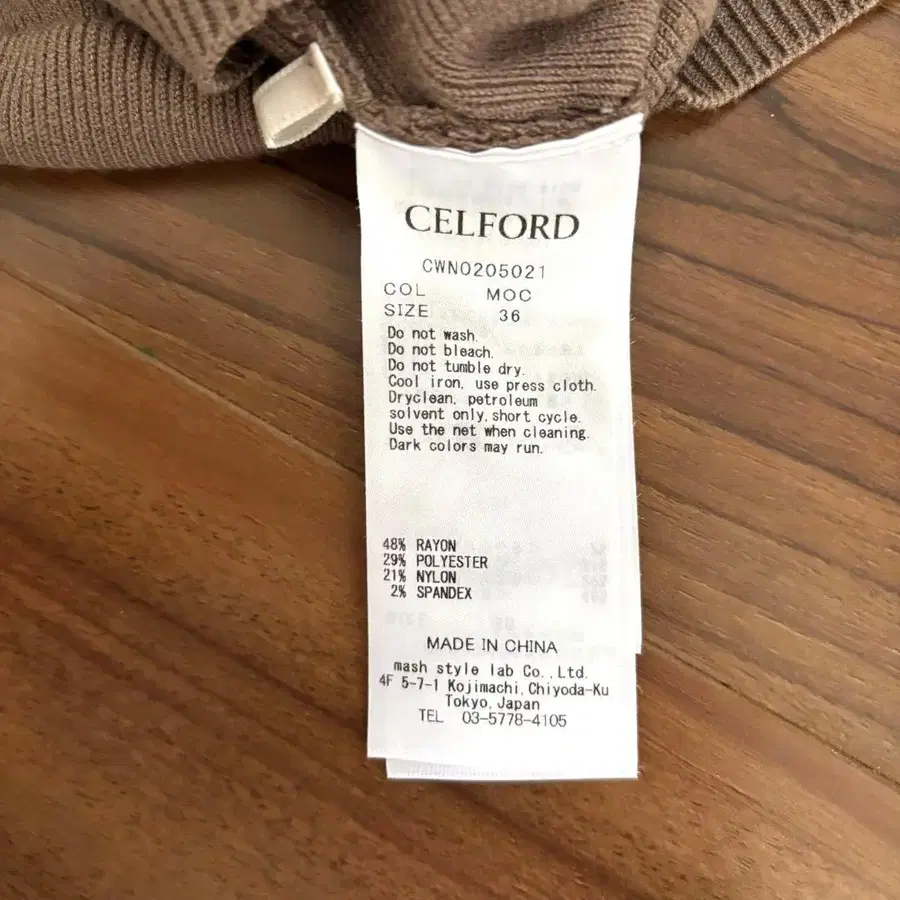 CELFORD
CWN0205021
COL MOC
SIZE 36
Do not wash.
Do not bleach.
Do not tumble dry.
Cool iron, use press cloth.
Dryclean, petroleum
solvent only, short cycle.
Use the net when cleaning.
Dark colors may run.
48% RAYON
29% POLYESTER
21% NYLON
2% SPANDEX
MADE IN CHINA
mash style lab Co., Ltd.
4F 5-7-1 Kojimachi, Chiyoda-Ku
Tokyo, Japan
TEL 03-5778-4105